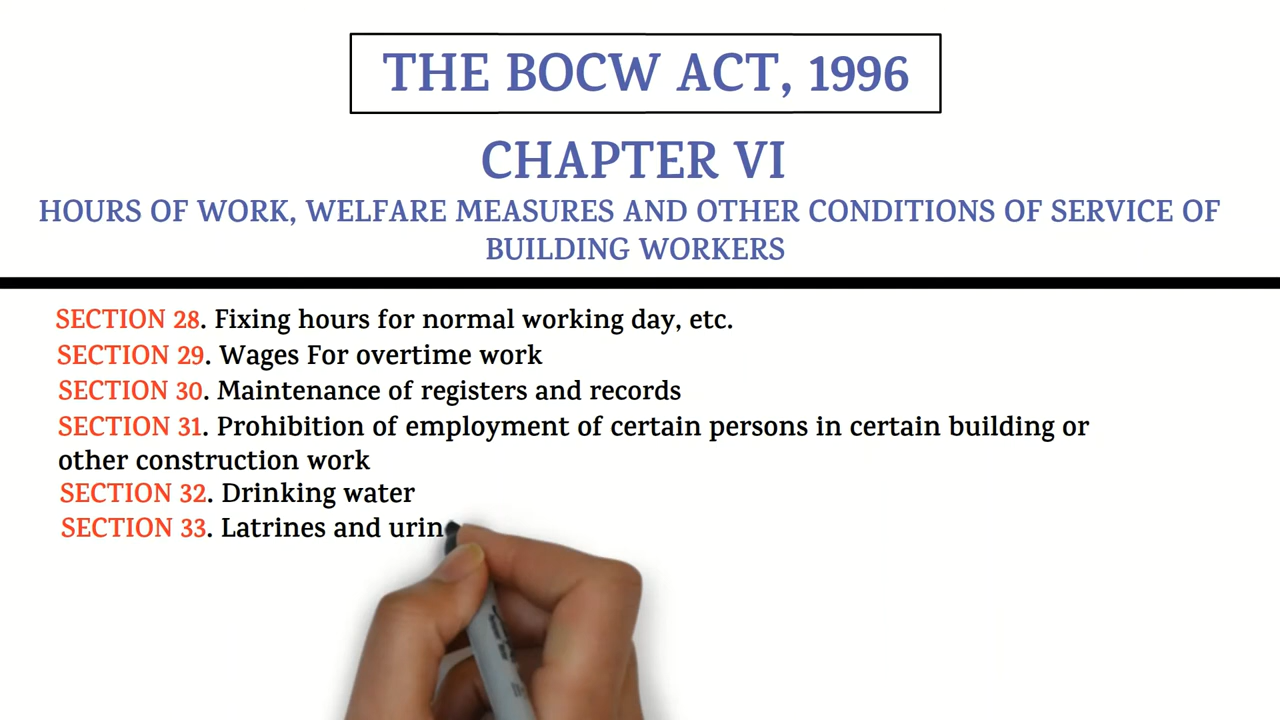 THE BOCW ACT, 1996
CHAPTER VI
HOURS OF WORK, WELFARE MEASURES AND OTHER CONDITIONS OF SERVICE OF
BUILDING WORKERS
SECTION 28. Fixing hours for normal working day, etc.
SECTION 29. Wages For overtime work
SECTION 30. Maintenance of registers and records
SECTION 31. Prohibition of employment of certain persons in certain building or
other construction work
SECTION 32. Drinking water
SECTION 33. Latrines and urin